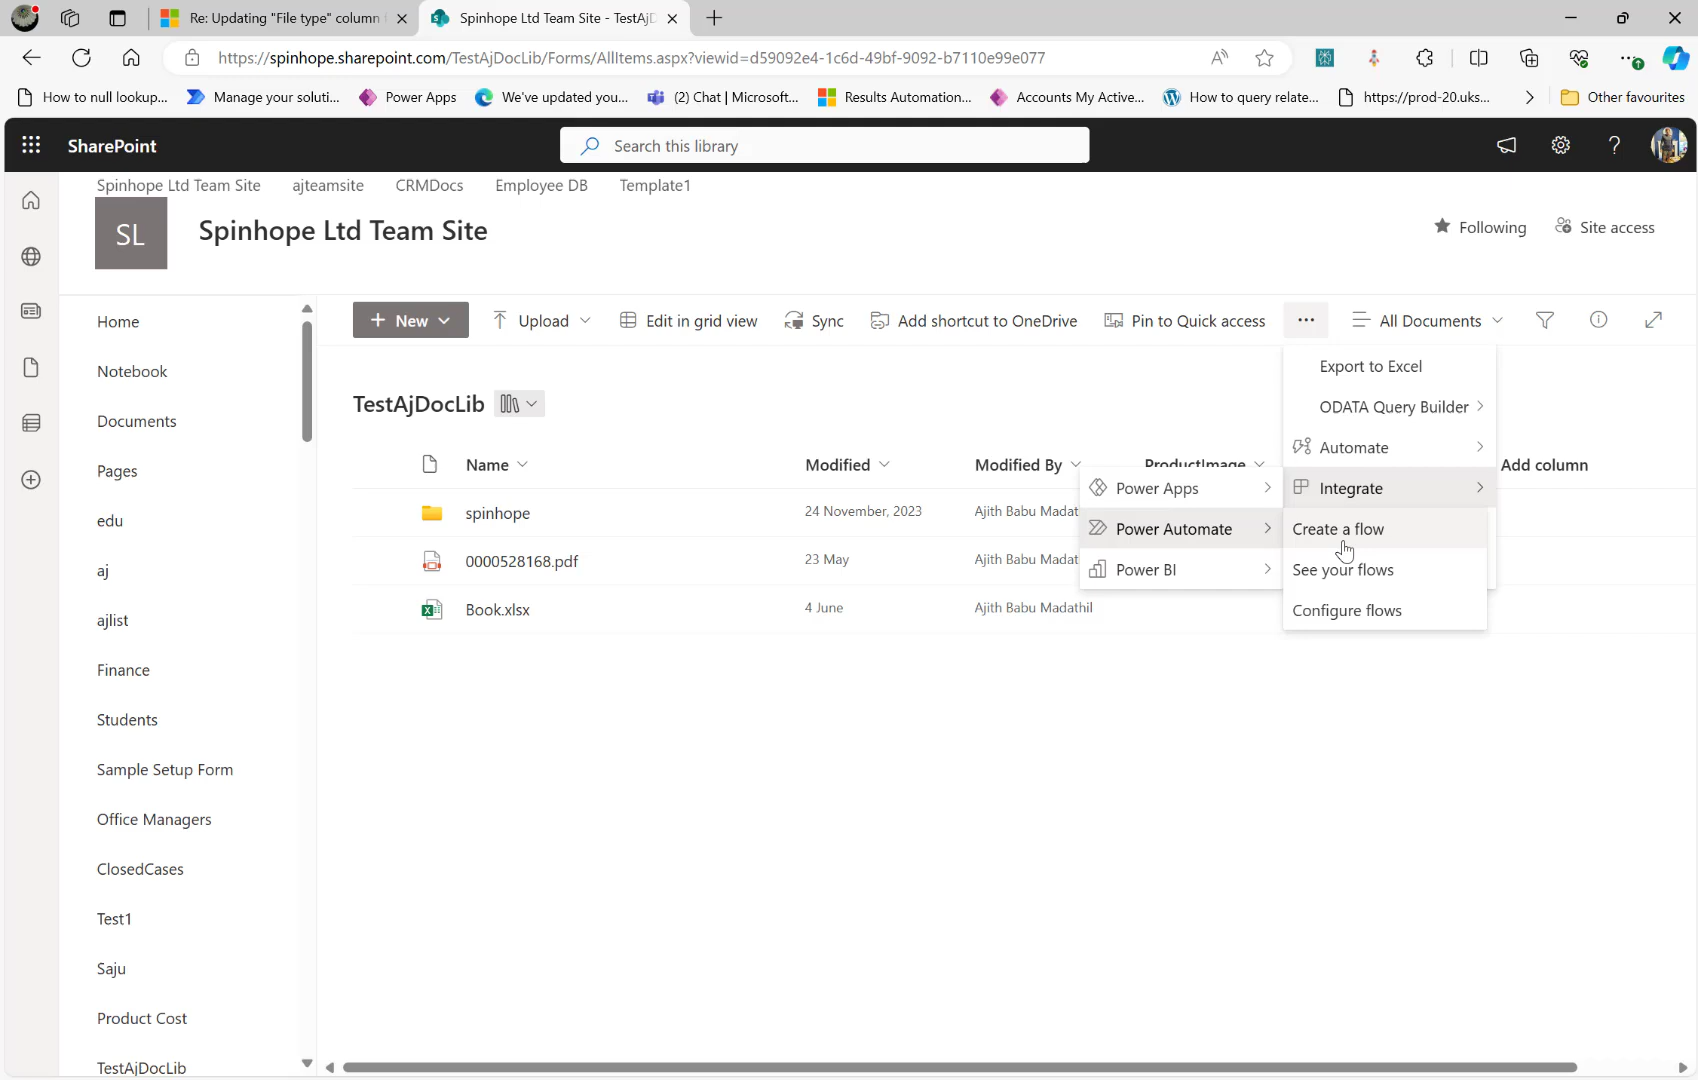 Re: Updating "File type" column
Spinhope Ltd Team Site - TestAjD
https://spinhope.sharepoint.com/TestAjDocLib/Forms/AllItems.aspx?viewid=d59092e4-1c6d-49bf-9092-b7110e99e077
How to null lookup...
Manage your soluti...
Power Apps
We've updated you...
(2) Chat | Microsoft...
Results Automation...
Accounts My Active...
How to query relate...
https://prod-20.uks...
Other favourites
SharePoint
Search this library
Spinhope Ltd Team Site
ajteamsite
CRMDocs
Employee DB
Template1
SL
Spinhope Ltd Team Site
Following
Site access
Home
Notebook
Documents
Pages
edu
aj
ajlist
Finance
Students
Sample Setup Form
Office Managers
ClosedCases
Test1
Saju
Product Cost
TestAjDocLib
+ New
Upload
Edit in grid view
Sync
Add shortcut to OneDrive
Pin to Quick access
...
All Documents
TestAjDocLib
Name
Modified
Modified By
ProductImage
Add column
spinhope
24 November, 2023
Ajith Babu Madat
0000528168.pdf
23 May
Ajith Babu Madat
Book.xlsx
4 June
Ajith Babu Madathil
Export to Excel
ODATA Query Builder
Automate
Integrate
Power Apps
Power Automate
Power BI
Create a flow
See your flows
Configure flows